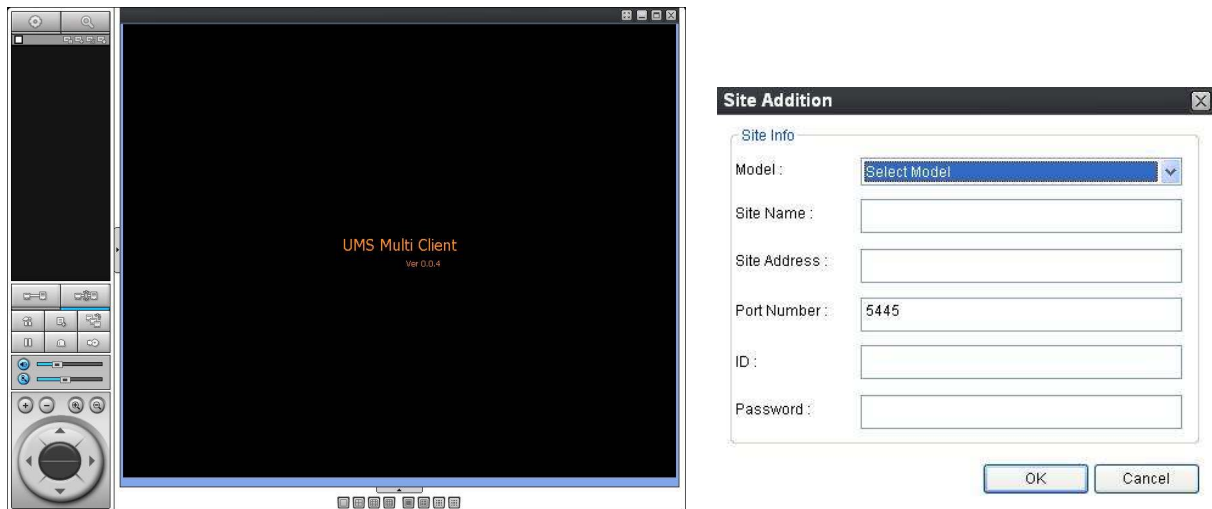 UMS Multi Client
Ver 0.0.4
Site Addition
Site Info
Model :
Select Model
Site Name :
Site Address :
Port Number :
5445
ID :
Password :
OK
Cancel